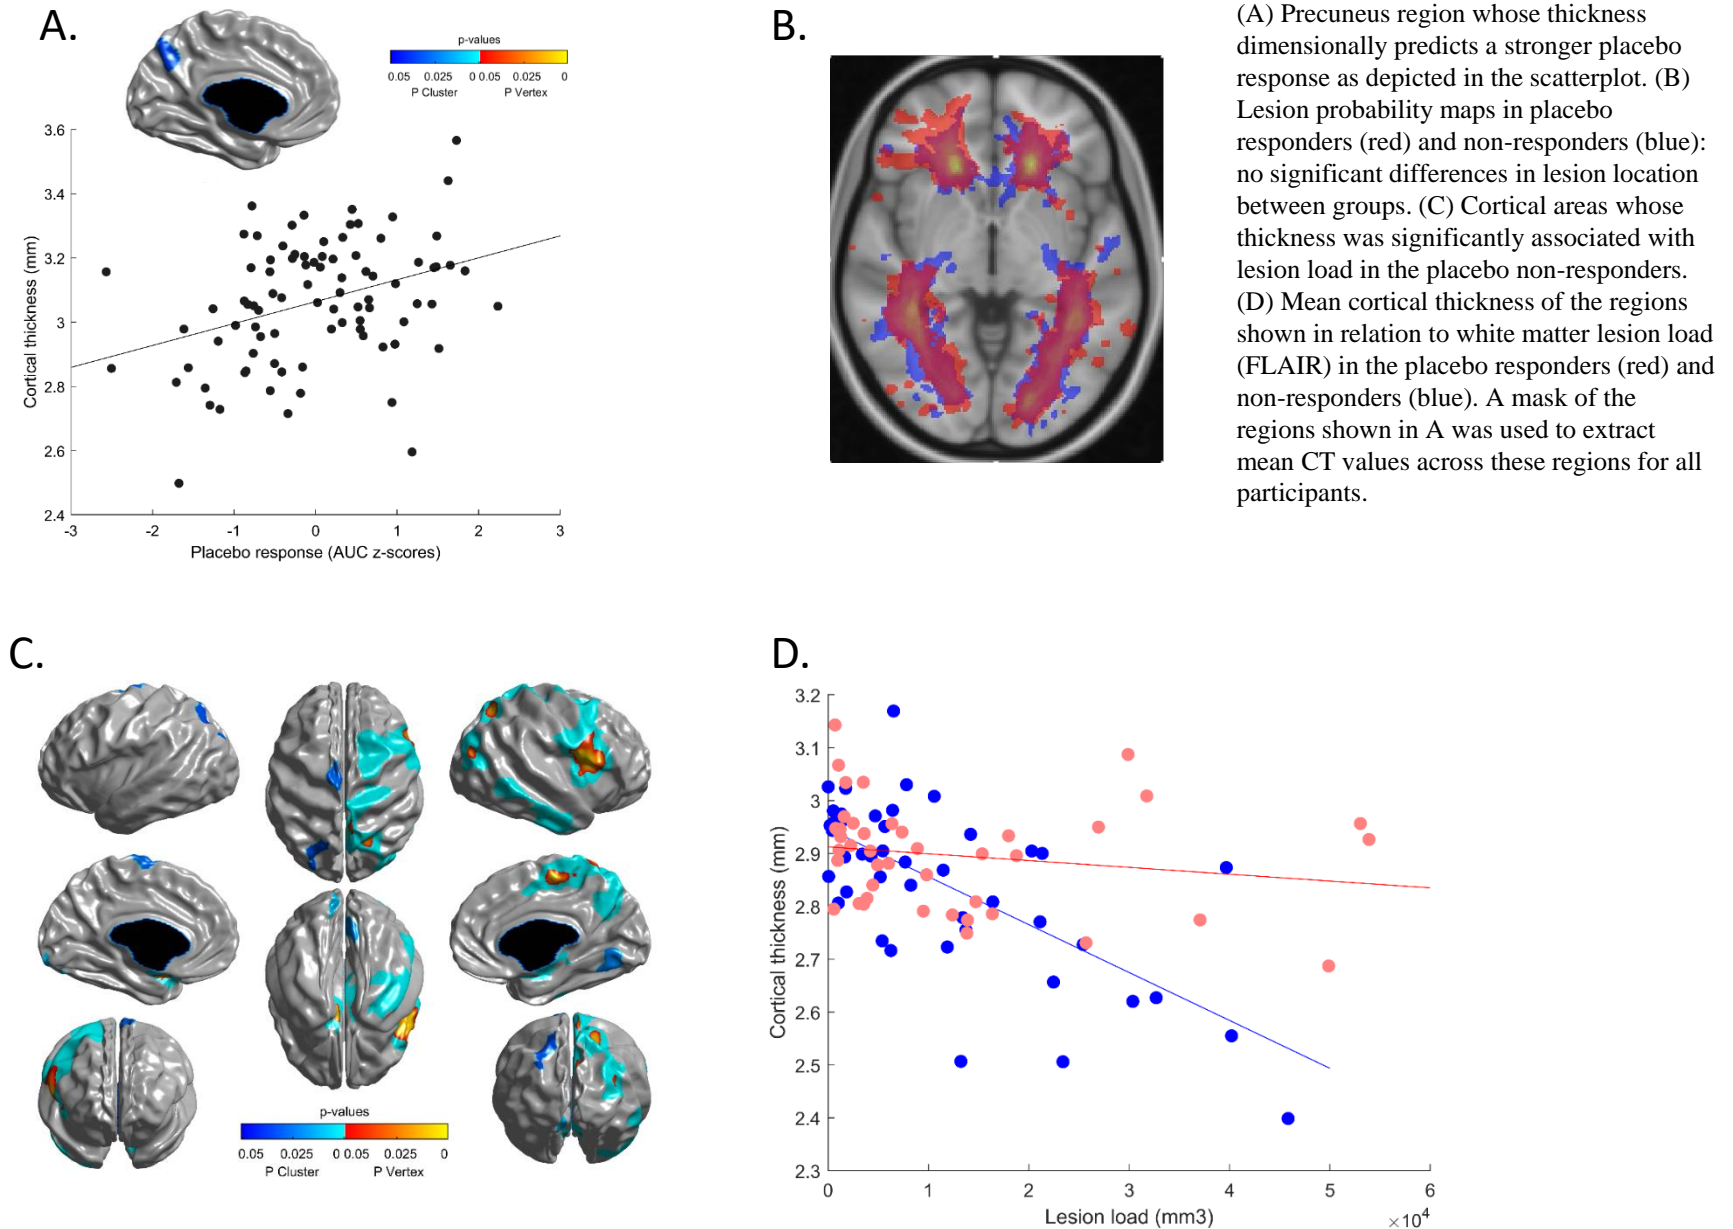 A.
p-values
0.05 0.025 0 0.05 0.025 0
P Cluster P Vertex
3.6
3.4
3.2
3
2.8
2.6
2.4
Cortical thickness (mm)
-3 -2 -1 0 1 2 3
Placebo response (AUC z-scores)
B.
(A) Precuneus region whose thickness
dimensionally predicts a stronger placebo
response as depicted in the scatterplot. (B)
Lesion probability maps in placebo
responders (red) and non-responders (blue):
no significant differences in lesion location
between groups. (C) Cortical areas whose
thickness was significantly associated with
lesion load in the placebo non-responders.
(D) Mean cortical thickness of the regions
shown in relation to white matter lesion load
(FLAIR) in the placebo responders (red) and
non-responders (blue). A mask of the
regions shown in A was used to extract
mean CT values across these regions for all
participants.
C.
p-values
0.05 0.025 0 0.05 0.025 0
P Cluster P Vertex
D.
3.2
3.1
3
2.9
2.8
2.7
2.6
2.5
2.4
2.3
Cortical thickness (mm)
0 1 2 3 4 5 6
Lesion load (mm3)
×10⁴